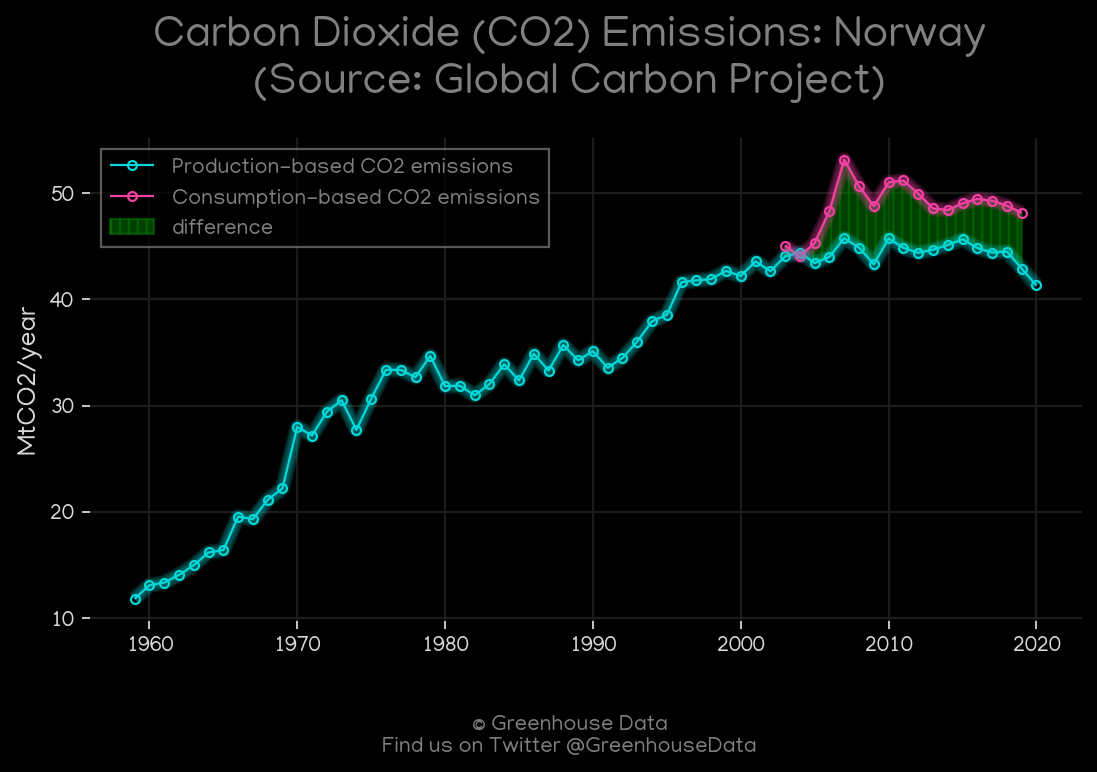 Carbon Dioxide (CO2) Emissions: Norway
(Source: Global Carbon Project)
Production-based CO2 emissions
Consumption-based CO2 emissions
difference
MtCO2/year
50
40
30
20
10
1960 1970 1980 1990 2000 2010 2020
© Greenhouse Data
Find us on Twitter @GreenhouseData